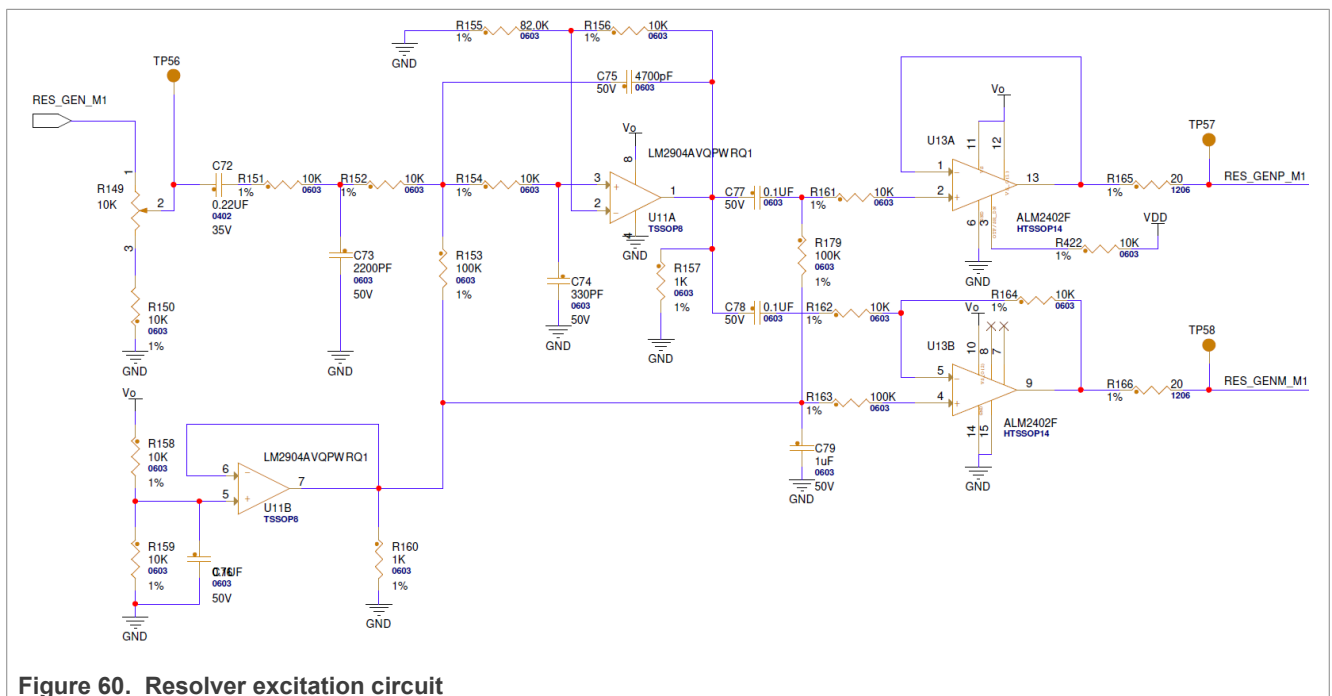 R155 82.0K
1% 0603
R156 10K
1% 0603
GND
TP56
C75 4700pF
50V 0603
RES_GEN_M1
Vo
8
LM2904AVQPWRQ1
3
+
1
2
-
U11A
TSSOP8
4
GND
1
R149
10K
2
3
C72
0.22UF
0402
35V
R151 10K
1% 0603
R152 10K
1% 0603
R154 10K
1% 0603
C73
2200PF
0603
50V
GND
R153
100K
0603
1%
C74
330PF
0603
50V
GND
R157
1K
0603
1%
GND
R150
10K
0603
1%
GND
C77 0.1UF
50V 0603
R161 10K
1% 0603
R179
100K
0603
1%
C78 0.1UF
50V 0603
R162 10K
1% 0603
Vo
U13A
11
12
1
-
13
2
+
6
3
ALM2402F
HTSSOP14
GND
TP57
R165 20
1% 1206
RES_GENP_M1
VDD
R422 10K
1% 0603
R164 10K
1% 0603
Vo
U13B
10
8
7
5
-
9
4
+
14
15
ALM2402F
HTSSOP14
GND
TP58
R166 20
1% 1206
RES_GENM_M1
R163 100K
1% 0603
C79
1uF
0603
50V
GND
Vo
R158
10K
0603
1%
LM2904AVQPWRQ1
6
-
7
5
+
U11B
TSSOP8
R159
10K
0603
1%
C76
0603
50V
GND
R160
1K
0603
1%
GND
Figure 60. Resolver excitation circuit